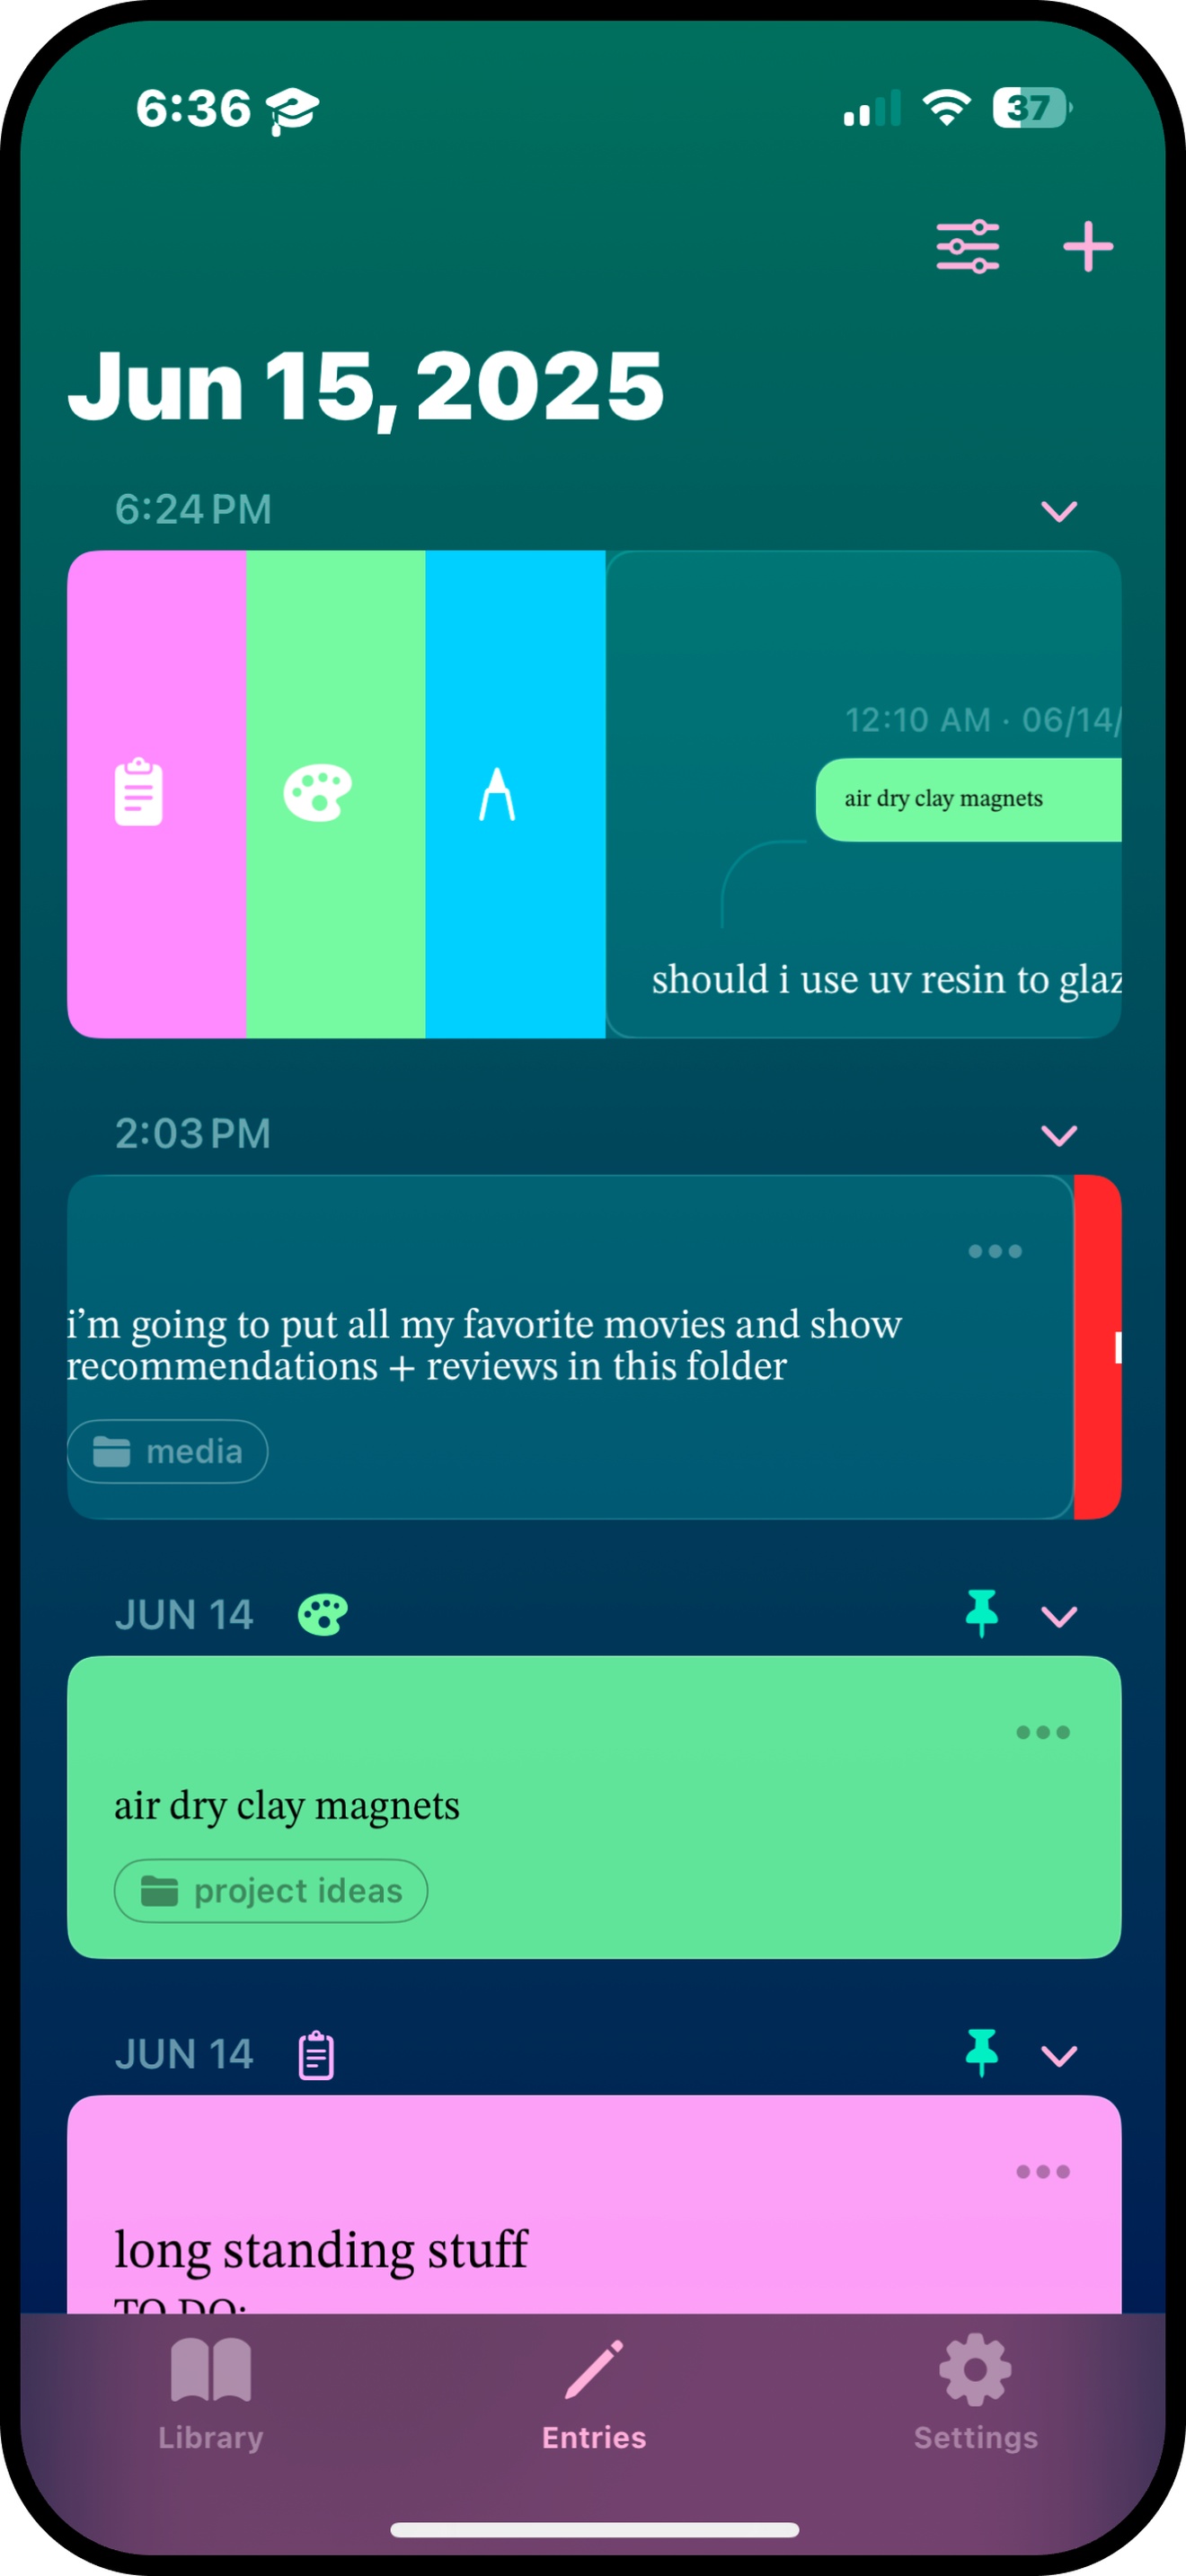 6:36
37
Jun 15, 2025
6:24 PM
12:10 AM · 06/14/
air dry clay magnets
should i use uv resin to glaz
2:03 PM
i’m going to put all my favorite movies and show
recommendations + reviews in this folder
media
JUN 14
air dry clay magnets
project ideas
JUN 14
long standing stuff
TO DO:
Library
Entries
Settings